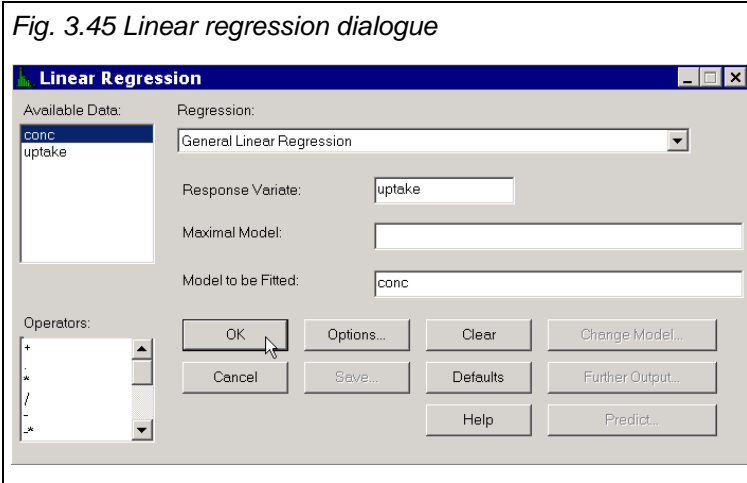 Fig. 3.45 Linear regression dialogue
Linear Regression
Available Data:
conc
uptake
Regression:
General Linear Regression
Response Variate:
uptake
Maximal Model:
Model to be Fitted:
conc
Operators:
+
.
*
/
-
-*
OK
Options...
Clear
Change Model...
Cancel
Save...
Defaults
Further Output...
Help
Predict...